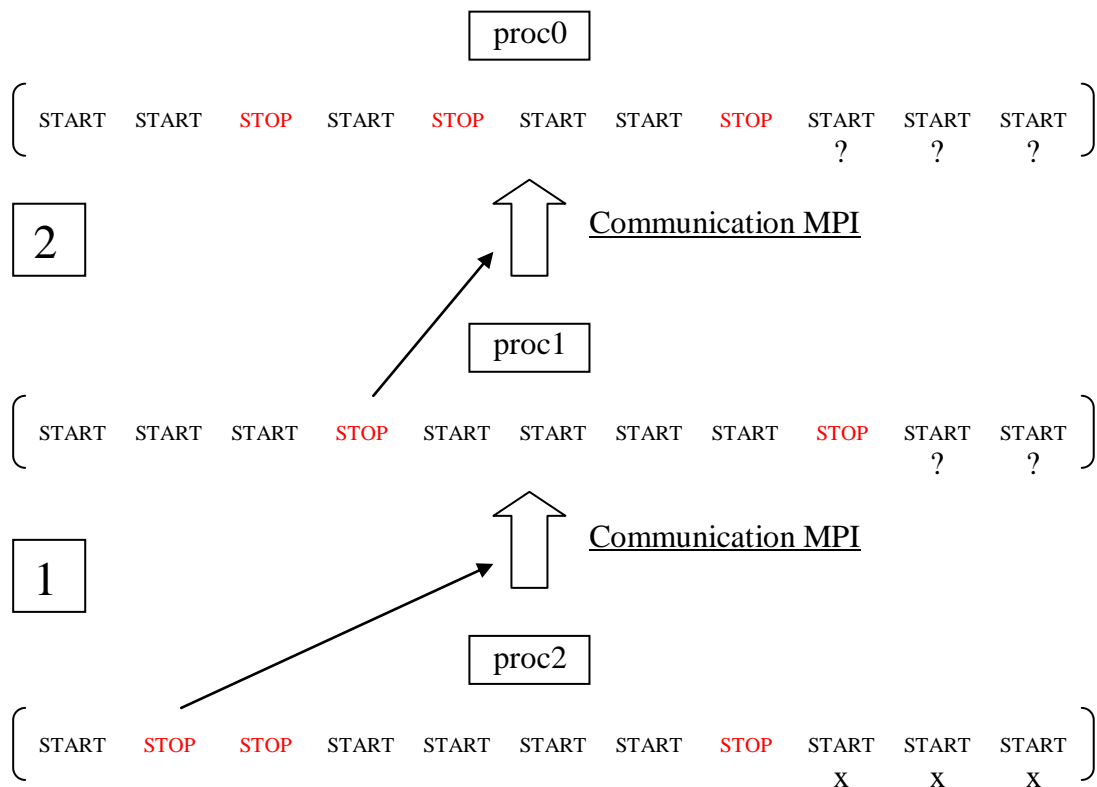 proc0
START START STOP START STOP START START STOP START START START
? ? ?
Communication MPI
2
proc1
START START START STOP START START START START STOP START START
? ?
Communication MPI
1
proc2
START STOP STOP START START START START STOP START START START
x x x